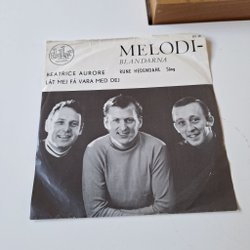 MELODI-
BLANDARNA
BEATRICE AURORE
RUNE HEDENDAHL Sång
LÅT MEJ FÅ VARA MED DEJ